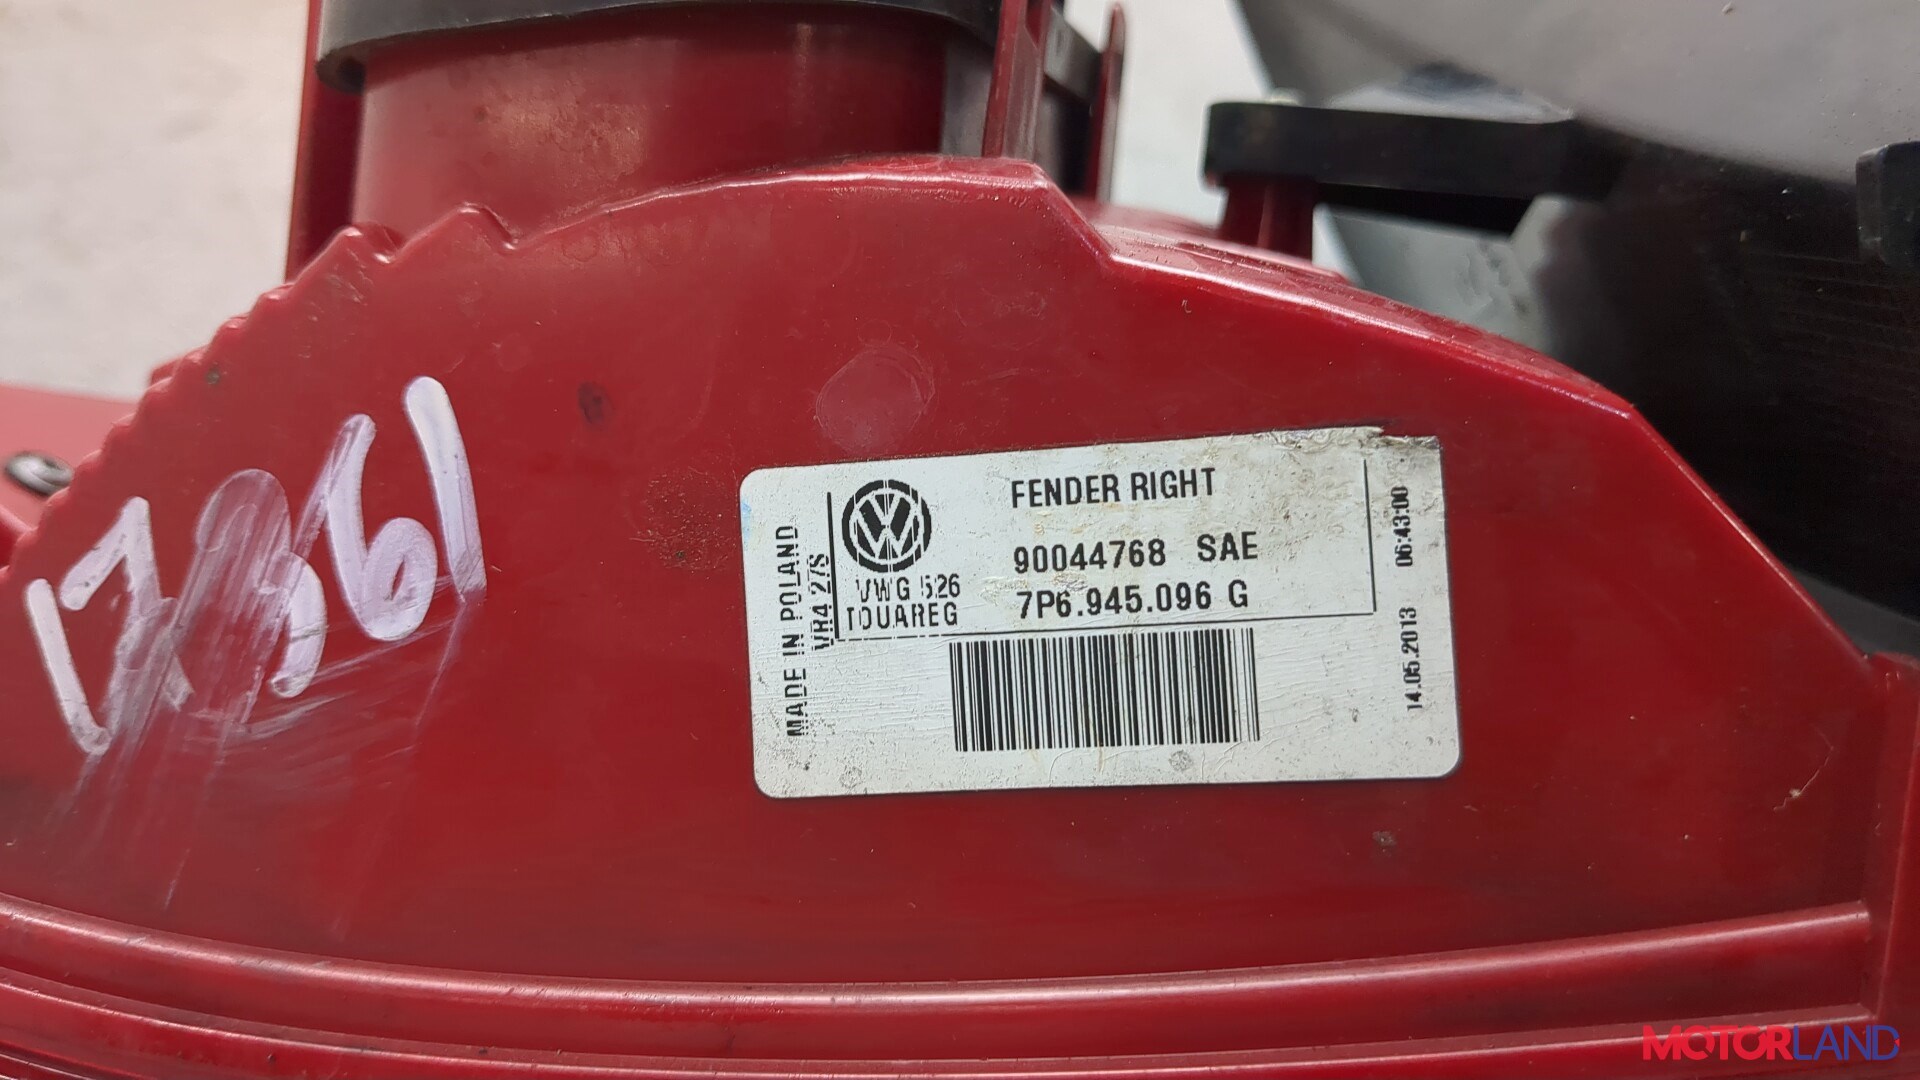 FENDER RIGHT
90044768 SAE
7P6.945.096 G
VWG 526
TOUAREG
MADE IN POLAND
VR4 27S
14.05.2013 06:43:00
MOTORLAND